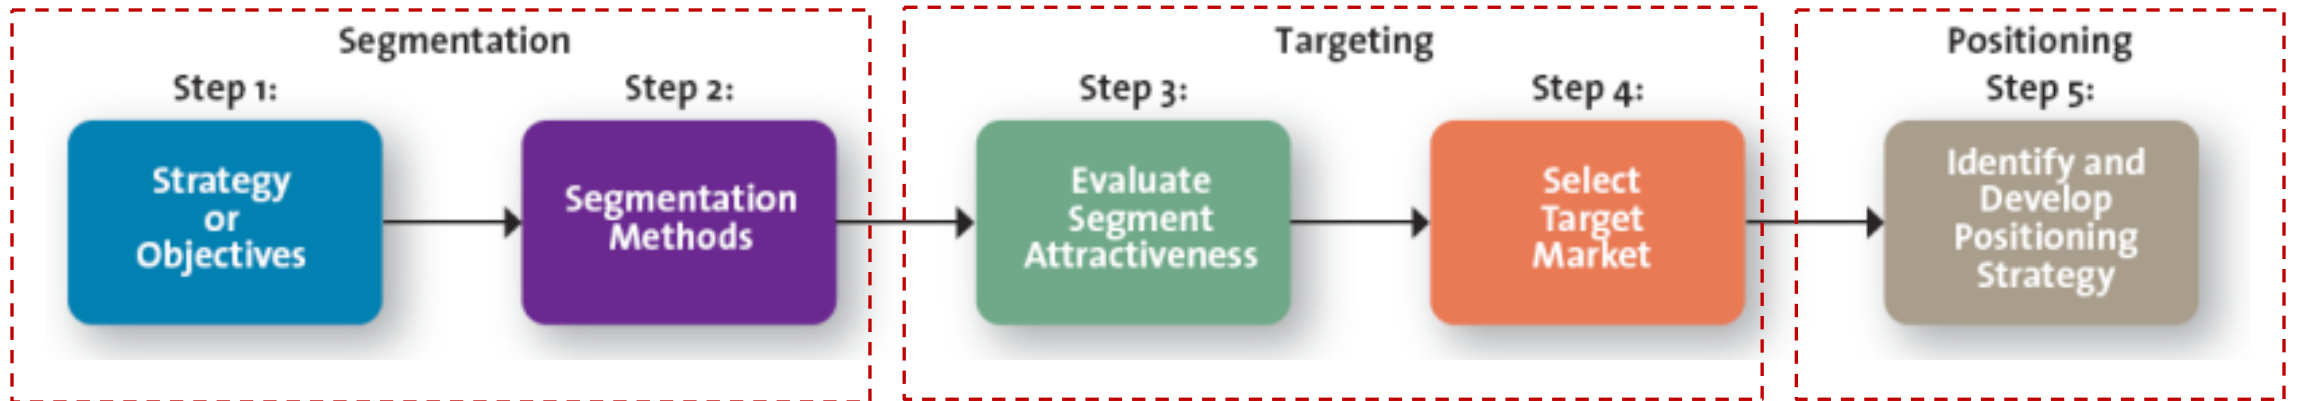 Segmentation
Step 1:
Strategy
or
Objectives
Step 2:
Segmentation
Methods
Targeting
Step 3:
Evaluate
Segment
Attractiveness
Step 4:
Select
Target
Market
Positioning
Step 5:
Identify and
Develop
Positioning
Strategy